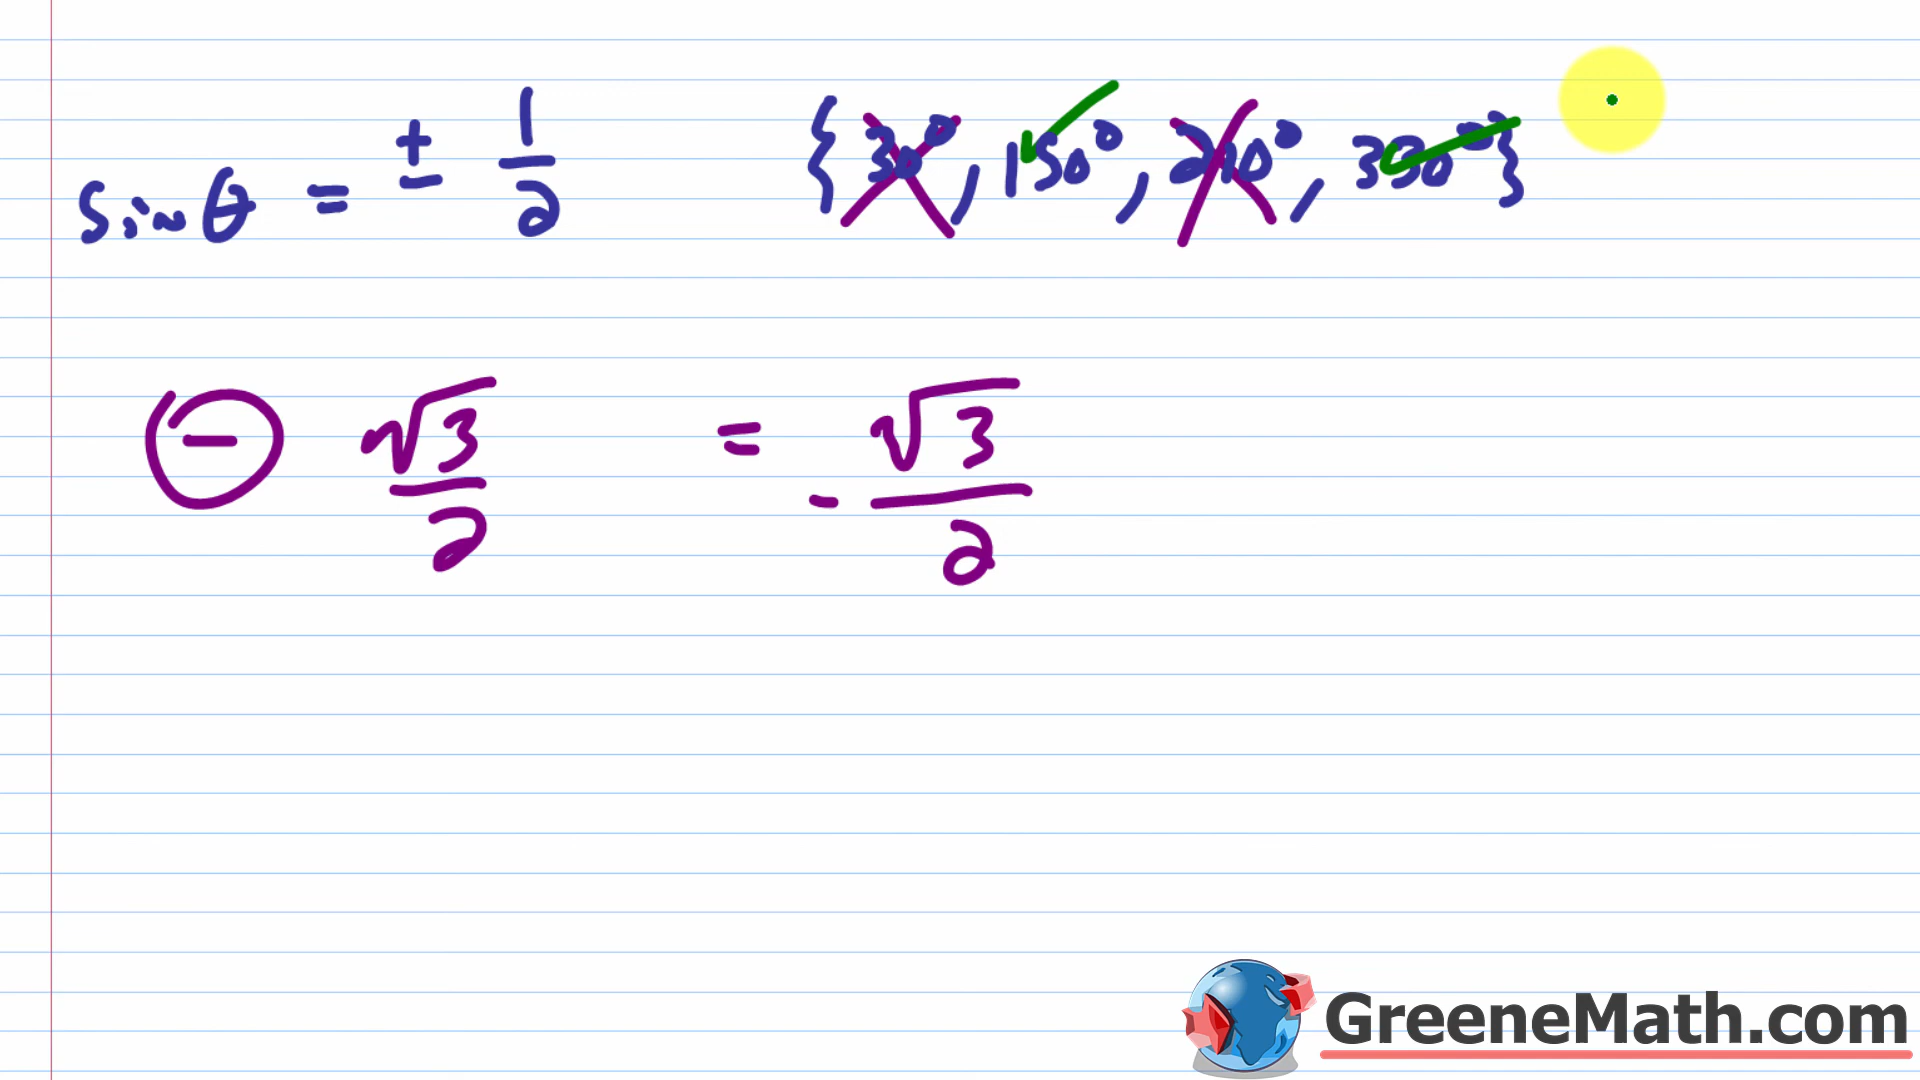 sin θ = ± 1/2 {30°, 150°, 210°, 330°}
⊖ √3/2 = - √3/2
GreeneMath.com